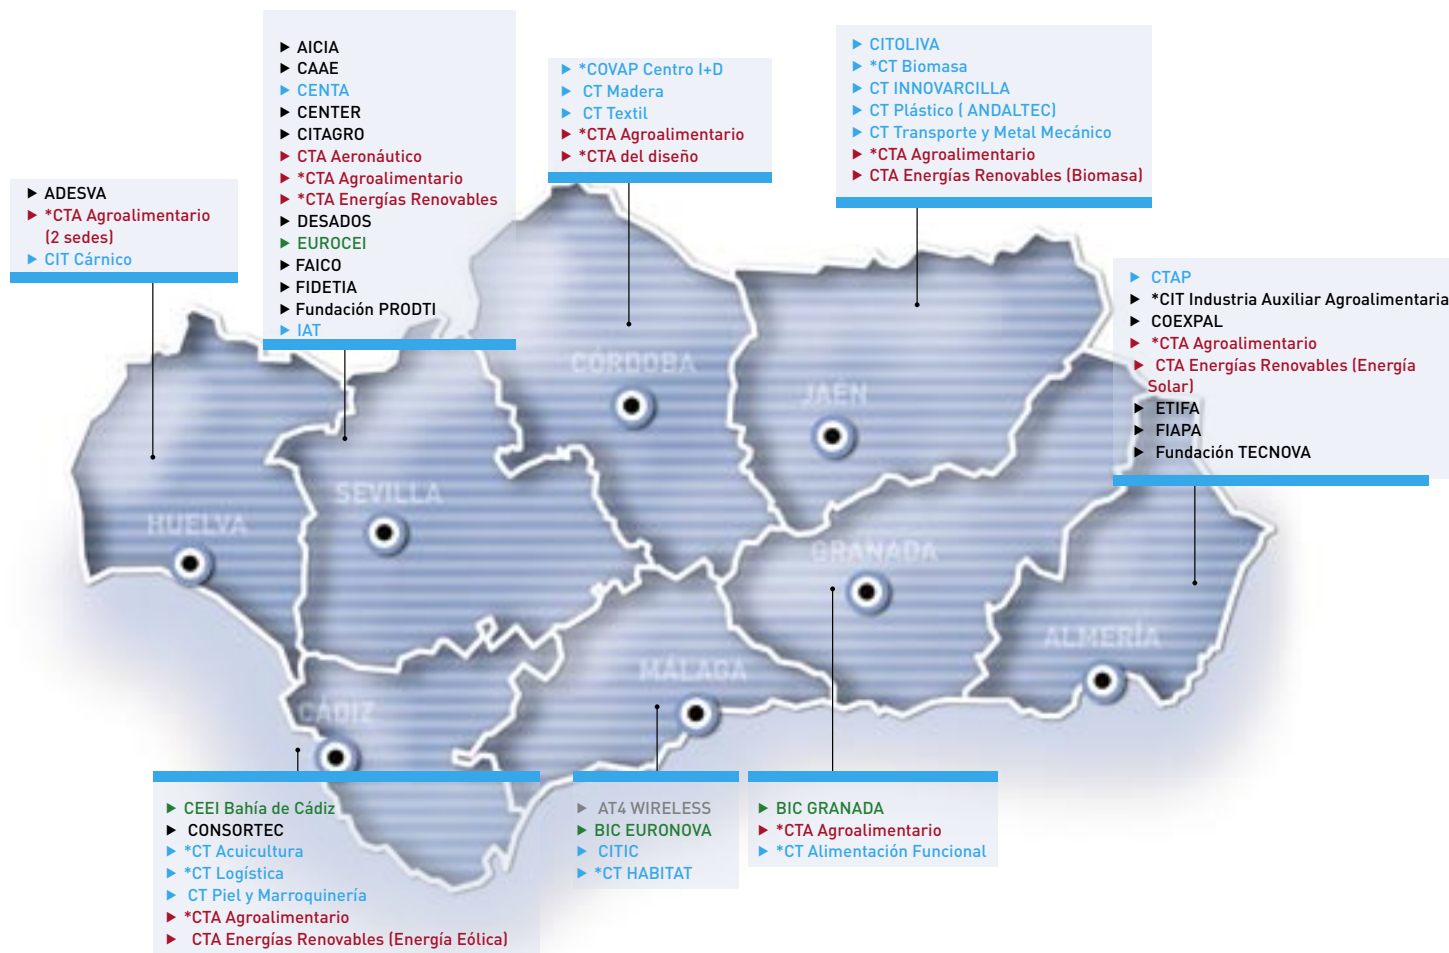 AICIA
CAAE
CENTA
CENTER
CITAGRO
CTA Aeronáutico
*CTA Agroalimentario
*CTA Energías Renovables
DESADOS
EUROCEI
FAICO
FIDETIA
Fundación PRODTI
IAT
*COVAP Centro I+D
CT Madera
CT Textil
*CTA Agroalimentario
*CTA del diseño
CITOLIVA
*CT Biomasa
CT INNOVARCILLA
CT Plástico ( ANDALTEC)
CT Transporte y Metal Mecánico
*CTA Agroalimentario
CTA Energías Renovables (Biomasa)
ADESVA
*CTA Agroalimentario
(2 sedes)
CIT Cárnico
CTAP
*CIT Industria Auxiliar Agroalimentaria
COEXPAL
*CTA Agroalimentario
CTA Energías Renovables (Energía
Solar)
ETIFA
FIAPA
Fundación TECNOVA
CÓRDOBA
JAÉN
SEVILLA
HUELVA
GRANADA
ALMERÍA
MÁLAGA
CÁDIZ
CEEI Bahía de Cádiz
CONSORTEC
*CT Acuicultura
*CT Logística
CT Piel y Marroquinería
*CTA Agroalimentario
CTA Energías Renovables (Energía Eólica)
AT4 WIRELESS
BIC EURONOVA
CITIC
*CT HABITAT
BIC GRANADA
*CTA Agroalimentario
*CT Alimentación Funcional